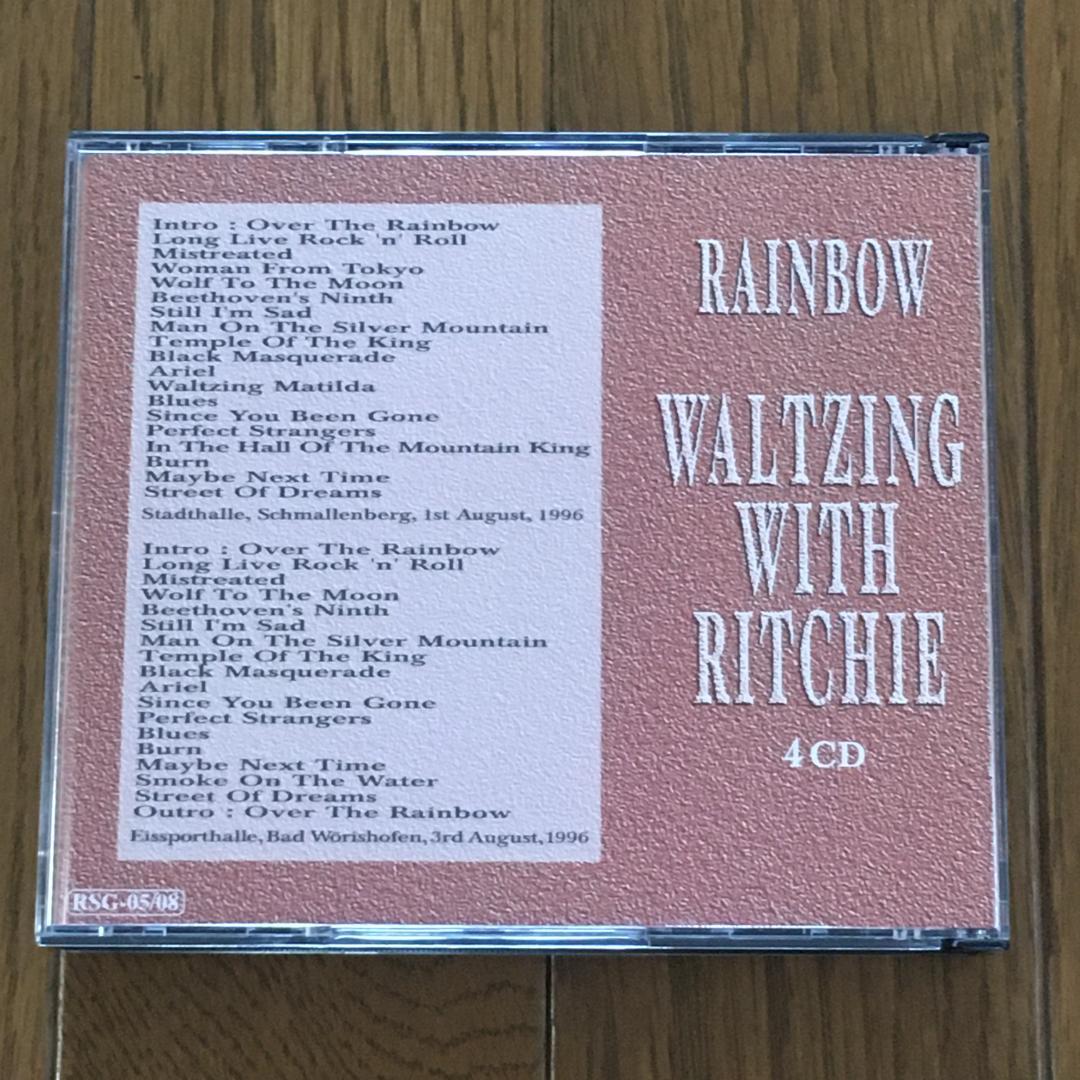 Intro : Over The Rainbow
Long Live Rock 'n' Roll
Mistreated
Woman From Tokyo
Wolf To The Moon
Beethoven's Ninth
Still I'm Sad
Man On The Silver Mountain
Temple Of The King
Black Masquerade
Ariel
Waltzing Matilda
Blues
Since You Been Gone
Perfect Strangers
In The Hall Of The Mountain King
Burn
Maybe Next Time
Street Of Dreams
Stadthalle, Schmallenberg, 1st August, 1996
Intro : Over The Rainbow
Long Live Rock 'n' Roll
Mistreated
Wolf To The Moon
Beethoven's Ninth
Still I'm Sad
Man On The Silver Mountain
Temple Of The King
Black Masquerade
Ariel
Since You Been Gone
Perfect Strangers
Blues
Burn
Maybe Next Time
Smoke On The Water
Street Of Dreams
Outro : Over The Rainbow
Eissporthalle, Bad Wörishofen, 3rd August, 1996
RSG-05/08
RAINBOW
WALTZING
WITH
RITCHIE
4 CD